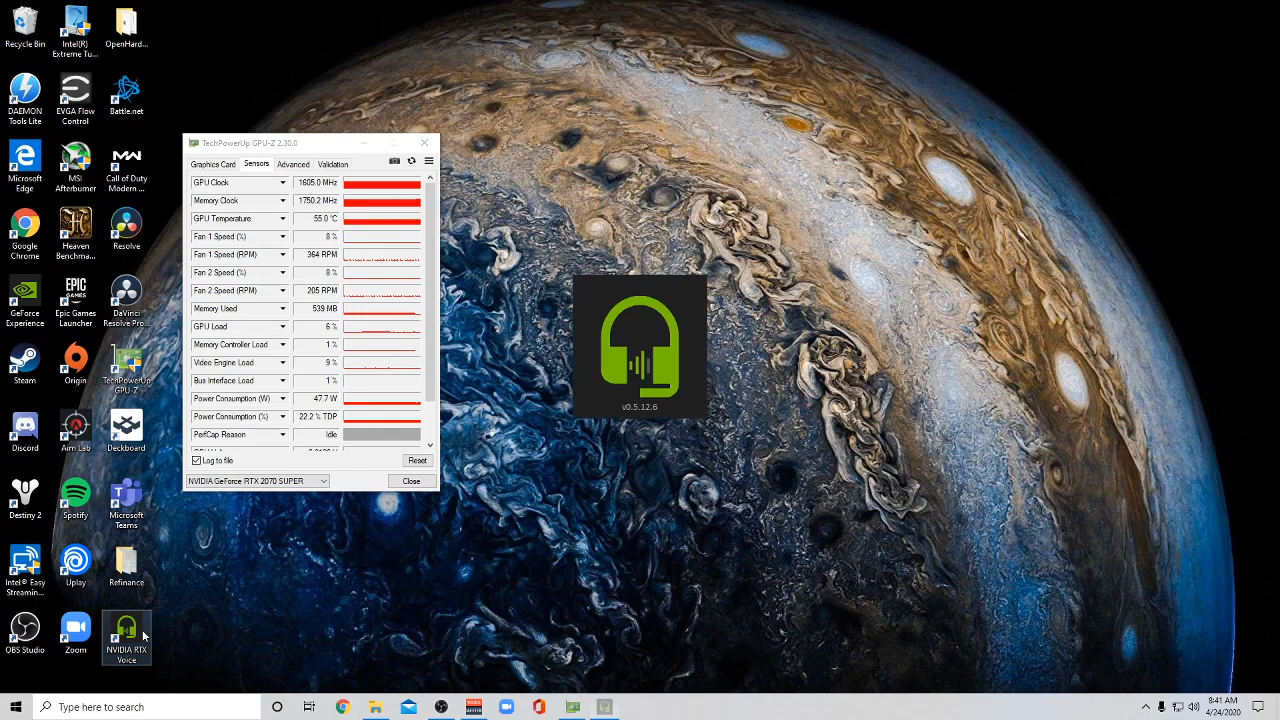 Recycle Bin
Intel(R)
Extreme Tu...
OpenHard...
DAEMON
Tools Lite
EVGA Flow
Control
Battle.net
Microsoft
Edge
MSI
Afterburner
Call of Duty
Modern ...
Google
Chrome
Heaven
Benchma...
Resolve
GeForce
Experience
Epic Games
Launcher
DaVinci
Resolve Pro...
Steam
Origin
TechPowerUp
GPU-Z
Discord
Aim Lab
Deckboard
Destiny 2
Spotify
Microsoft
Teams
Intel® Easy
Streamin...
Uplay
Refinance
OBS Studio
Zoom
NVIDIA RTX
Voice
MW
EPIC
GAMES
TechPowerUp GPU-Z 2.30.0
Graphics Card Sensors Advanced Validation
GPU Clock 1605.0 MHz
Memory Clock 1750.2 MHz
GPU Temperature 55.0 °C
Fan 1 Speed (%) 8 %
Fan 1 Speed (RPM) 364 RPM
Fan 2 Speed (%) 8 %
Fan 2 Speed (RPM) 205 RPM
Memory Used 539 MB
GPU Load 6 %
Memory Controller Load 1 %
Video Engine Load 9 %
Bus Interface Load 1 %
Power Consumption (W) 47.7 W
Power Consumption (%) 22.2 % TDP
PerfCap Reason Idle
Log to file Reset
NVIDIA GeForce RTX 2070 SUPER Close
v0.5.12.6
Type here to search
8:41 AM
4/24/2020